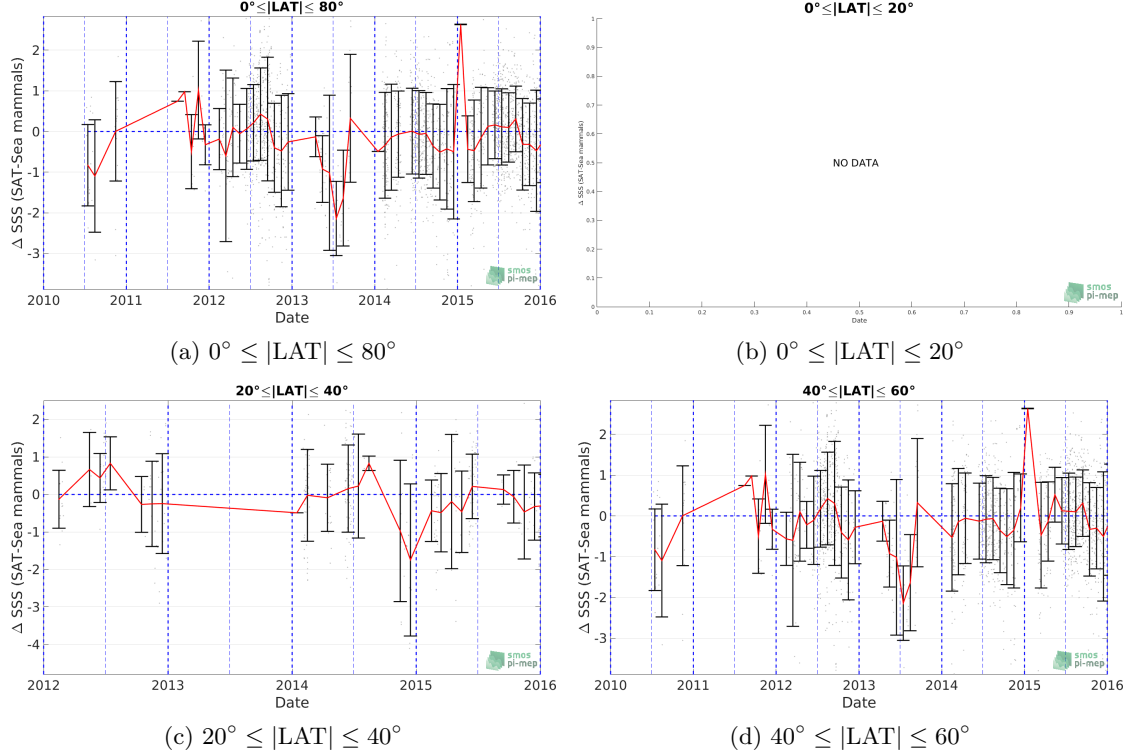 0°≤|LAT|≤ 80°
Δ SSS (SAT-Sea mammals)
2
1
0
-1
-2
-3
2010
2011
2012
2013
2014
2015
2016
Date
smos
pi-mep
(a) 0° ≤ |LAT| ≤ 80°
0°≤|LAT|≤ 20°
Δ SSS (SAT-Sea mammals)
1
0.9
0.8
0.7
0.6
0.5
0.4
0.3
0.2
0.1
0
NO DATA
0
0.1
0.2
0.3
0.4
0.5
0.6
0.7
0.8
0.9
1
Date
smos
pi-mep
(b) 0° ≤ |LAT| ≤ 20°
20°≤|LAT|≤ 40°
Δ SSS (SAT-Sea mammals)
2
1
0
-1
-2
-3
-4
2012
2013
2014
2015
2016
Date
smos
pi-mep
(c) 20° ≤ |LAT| ≤ 40°
40°≤|LAT|≤ 60°
Δ SSS (SAT-Sea mammals)
2
1
0
-1
-2
-3
2010
2011
2012
2013
2014
2015
2016
Date
smos
pi-mep
(d) 40° ≤ |LAT| ≤ 60°